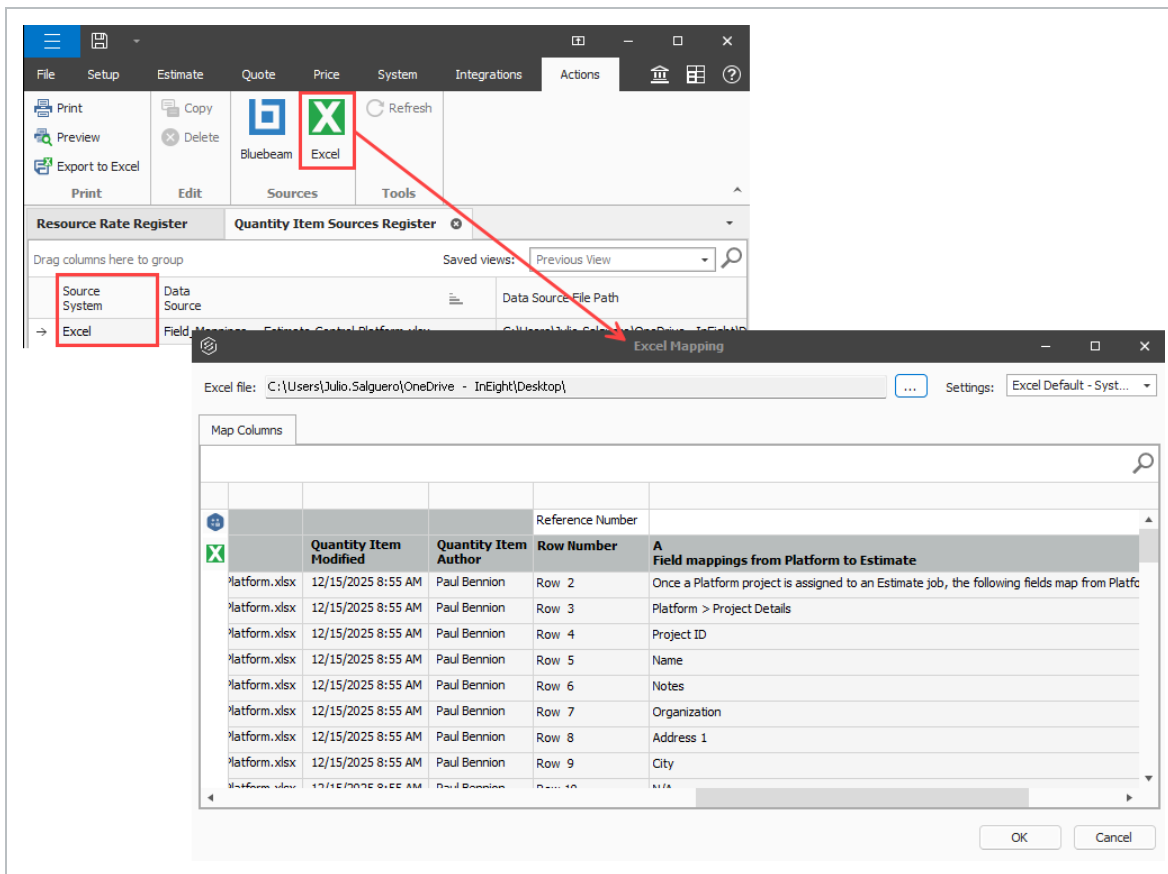 File Setup Estimate Quote Price System Integrations Actions
Print Copy Refresh
Preview Delete
Bluebeam Excel
Export to Excel
Print Edit Sources Tools
Resource Rate Register Quantity Item Sources Register
Drag columns here to group Saved views: Previous View
Source System Data Source Data Source File Path
Excel
Excel Mapping
Excel file: C:\Users\Julio.Salguero\OneDrive - InEight\Desktop\ ... Settings: Excel Default - Syst...
Map Columns
Reference Number
Quantity Item Modified Quantity Item Author Row Number A Field mappings from Platform to Estimate
Platform.xlsx 12/15/2025 8:55 AM Paul Bennion Row 2 Once a Platform project is assigned to an Estimate job, the following fields map from Platfo
Platform.xlsx 12/15/2025 8:55 AM Paul Bennion Row 3 Platform > Project Details
Platform.xlsx 12/15/2025 8:55 AM Paul Bennion Row 4 Project ID
Platform.xlsx 12/15/2025 8:55 AM Paul Bennion Row 5 Name
Platform.xlsx 12/15/2025 8:55 AM Paul Bennion Row 6 Notes
Platform.xlsx 12/15/2025 8:55 AM Paul Bennion Row 7 Organization
Platform.xlsx 12/15/2025 8:55 AM Paul Bennion Row 8 Address 1
Platform.xlsx 12/15/2025 8:55 AM Paul Bennion Row 9 City
OK Cancel